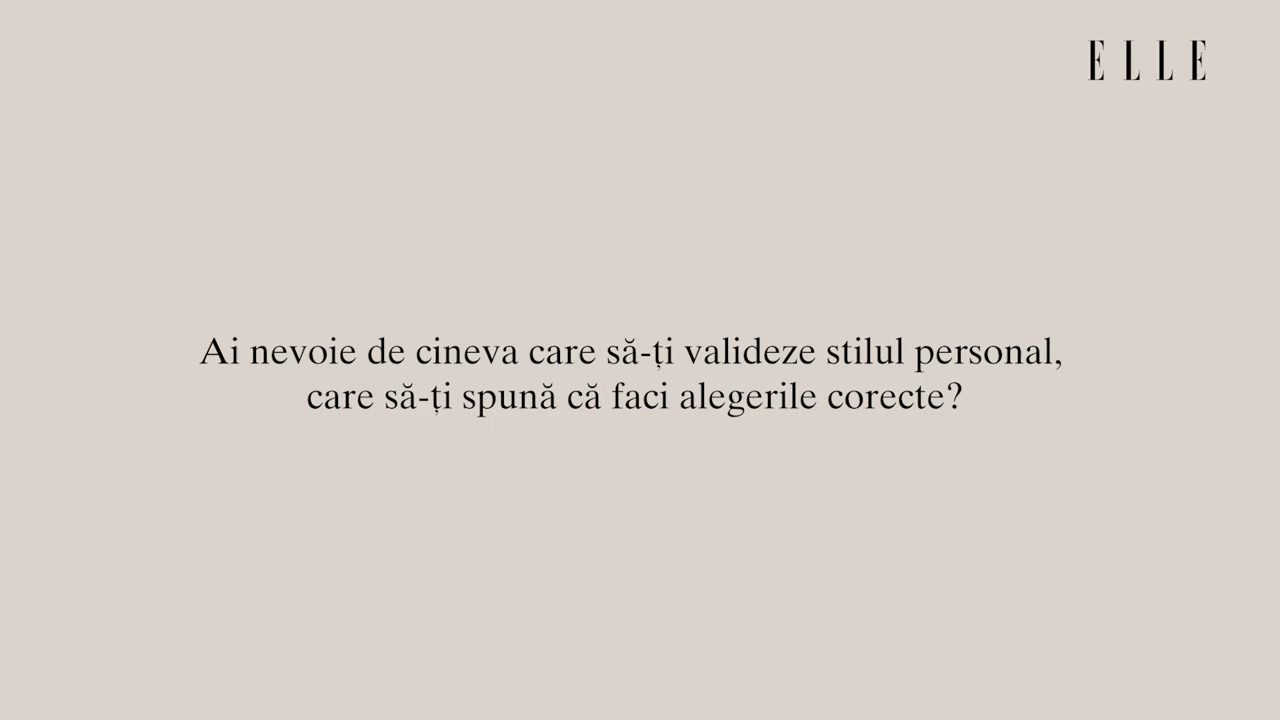 ELLE
Ai nevoie de cineva care să-ți valideze stilul personal,
care să-ți spună că faci alegerile corecte?